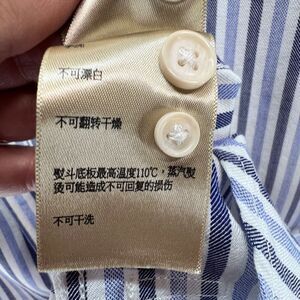 不可漂白
不可翻转干燥
熨斗底板最高温度110℃，蒸汽熨
烫可能造成不可回复的损伤
不可干洗